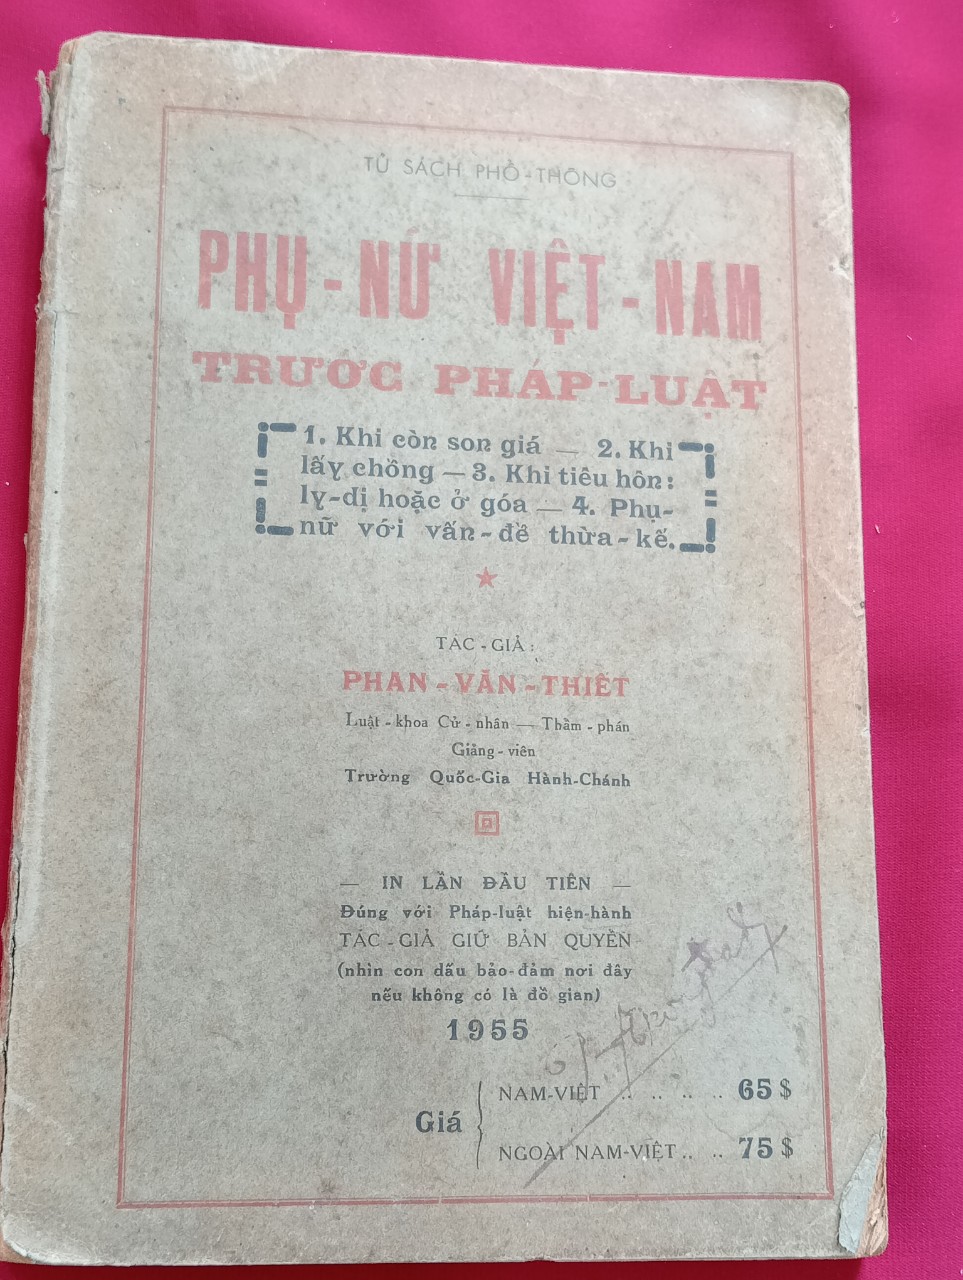 TỦ SÁCH PHỔ-THÔNG
PHỤ-NỮ VIỆT-NAM
TRƯỚC PHÁP-LUẬT
1. Khi còn son giá — 2. Khi
lấy chồng — 3. Khi tiêu hôn:
ly-dị hoặc ở góa — 4. Phụ-
nữ với vấn-đề thừa-kế.
TÁC-GIẢ:
PHAN-VĂN-THIẾT
Luật-khoa Cử-nhân — Thẩm-phán
Giảng-viên
Trường Quốc-Gia Hành-Chánh
— IN LẦN ĐẦU TIÊN —
Đúng với Pháp-luật hiện-hành
TÁC-GIẢ GIỮ BẢN QUYỀN
(nhìn con dấu bảo-đảm nơi đây
nếu không có là đồ gian)
1955
Giá
NAM-VIỆT .. .. .. .. 65 $
NGOÀI NAM-VIỆT .. .. 75 $